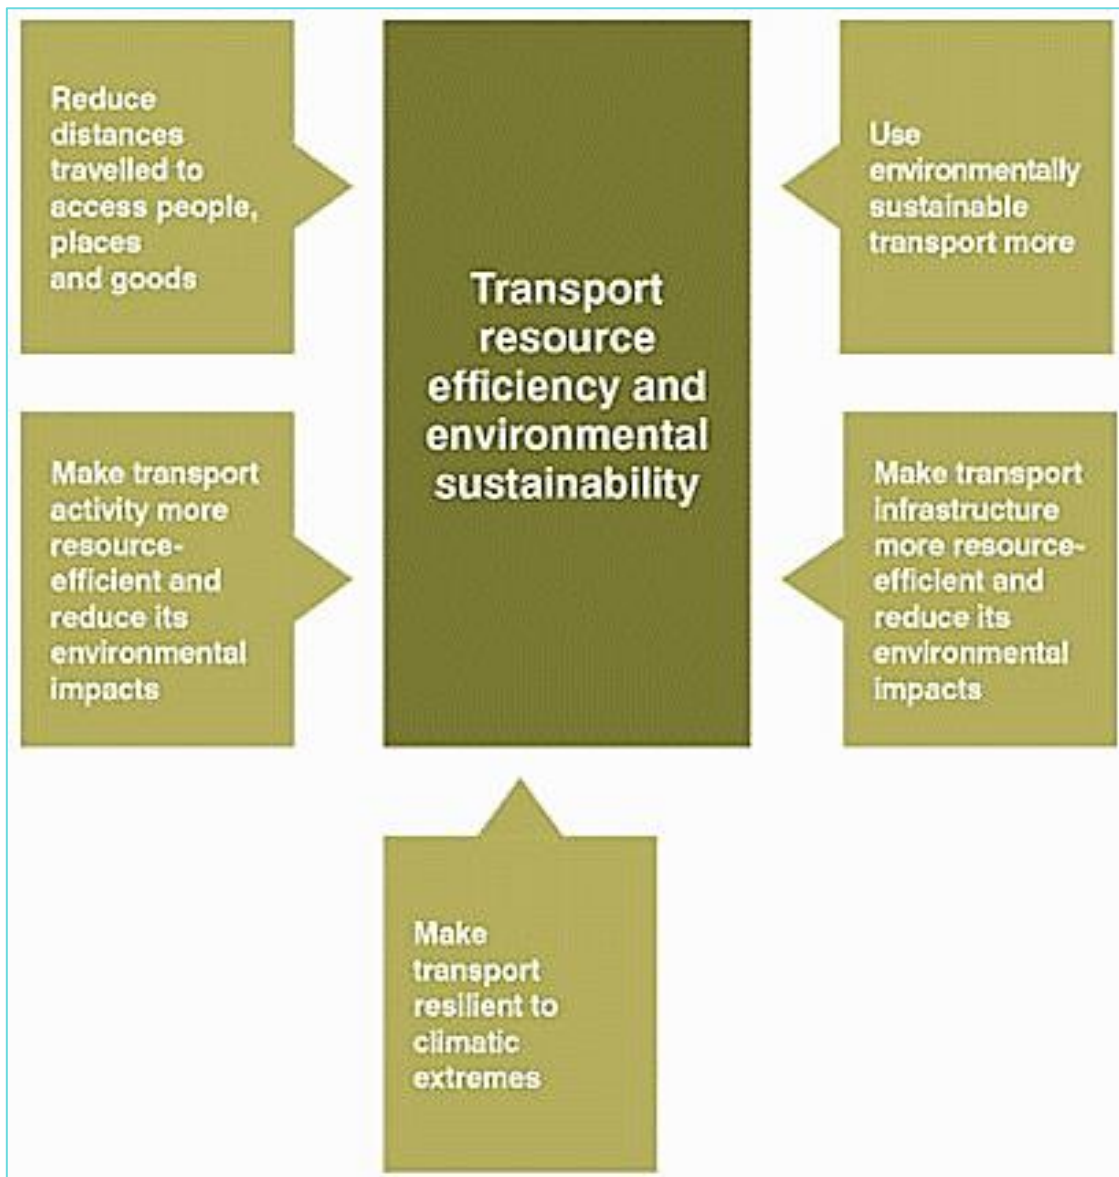 Reduce
distances
travelled to
access people,
places
and goods
Transport
resource
efficiency and
environmental
sustainability
Use
environmentally
sustainable
transport more
Make transport
activity more
resource-
efficient and
reduce its
environmental
impacts
Make transport
infrastructure
more resource-
efficient and
reduce its
environmental
impacts
Make
transport
resilient to
climatic
extremes